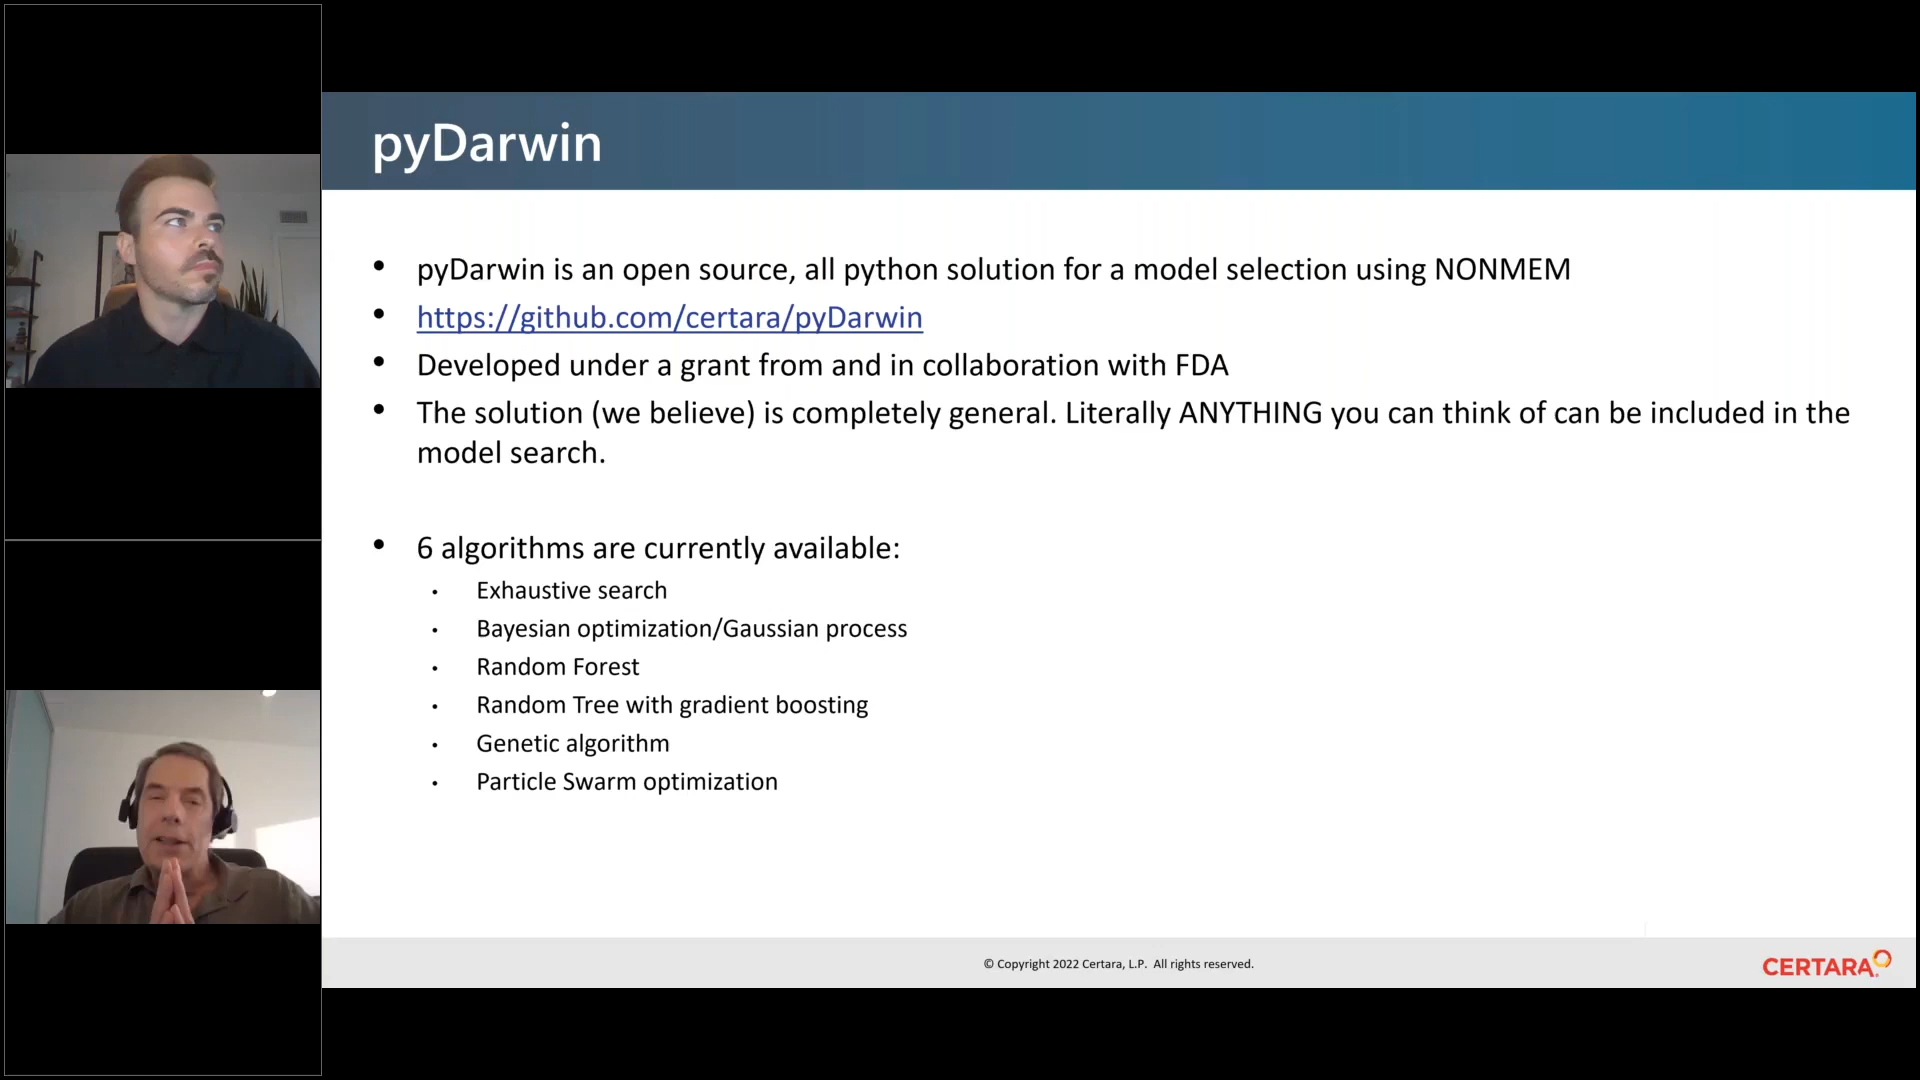 pyDarwin
• pyDarwin is an open source, all python solution for a model selection using NONMEM
• https://github.com/certara/pyDarwin
• Developed under a grant from and in collaboration with FDA
• The solution (we believe) is completely general. Literally ANYTHING you can think of can be included in the
model search.
• 6 algorithms are currently available:
• Exhaustive search
• Bayesian optimization/Gaussian process
• Random Forest
• Random Tree with gradient boosting
• Genetic algorithm
• Particle Swarm optimization
© Copyright 2022 Certara, L.P. All rights reserved.
CERTARA